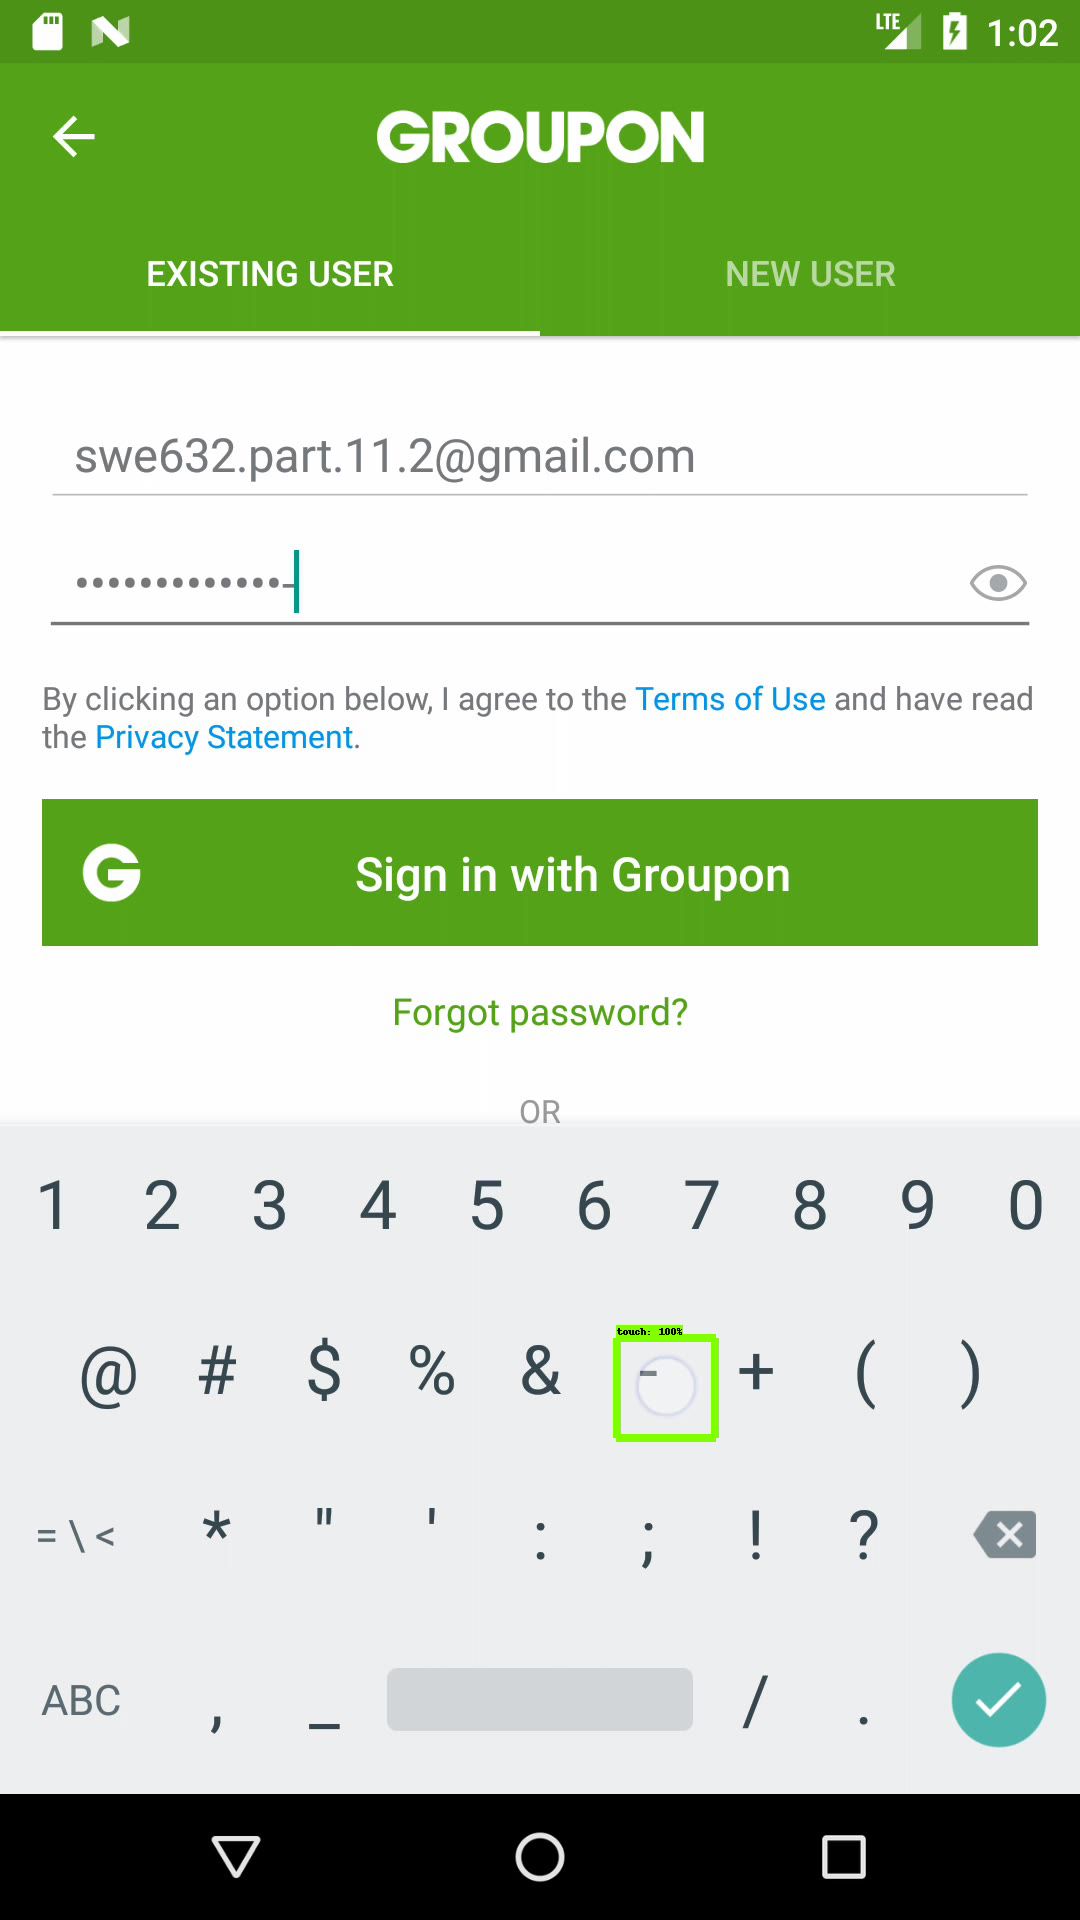 LTE 1:02
GROUPON
EXISTING USER NEW USER
swe632.part.11.2@gmail.com
•••••••••••••-
By clicking an option below, I agree to the Terms of Use and have read
the Privacy Statement.
G Sign in with Groupon
Forgot password?
OR
1 2 3 4 5 6 7 8 9 0
touch: 100%
@ # $ % & - + ( )
= \ < * " ' : ; ! ?
ABC , _ / .